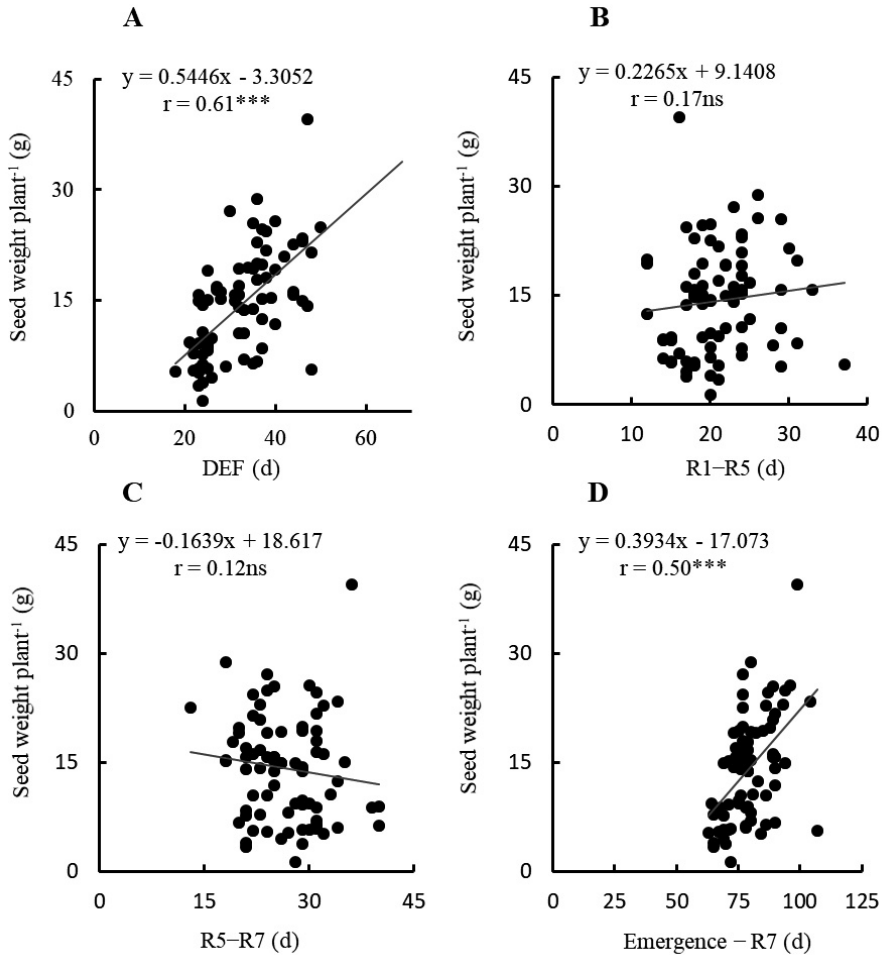 A
y = 0.5446x - 3.3052
r = 0.61***
45
30
15
0
0
20
40
60
Seed weight plant⁻¹ (g)
DEF (d)
B
y = 0.2265x + 9.1408
r = 0.17ns
45
30
15
0
0
10
20
30
40
Seed weight plant⁻¹ (g)
R1−R5 (d)
C
y = -0.1639x + 18.617
r = 0.12ns
45
30
15
0
0
15
30
45
Seed weight plant⁻¹ (g)
R5−R7 (d)
D
y = 0.3934x - 17.073
r = 0.50***
45
30
15
0
0
25
50
75
100
125
Seed weight plant⁻¹ (g)
Emergence − R7 (d)